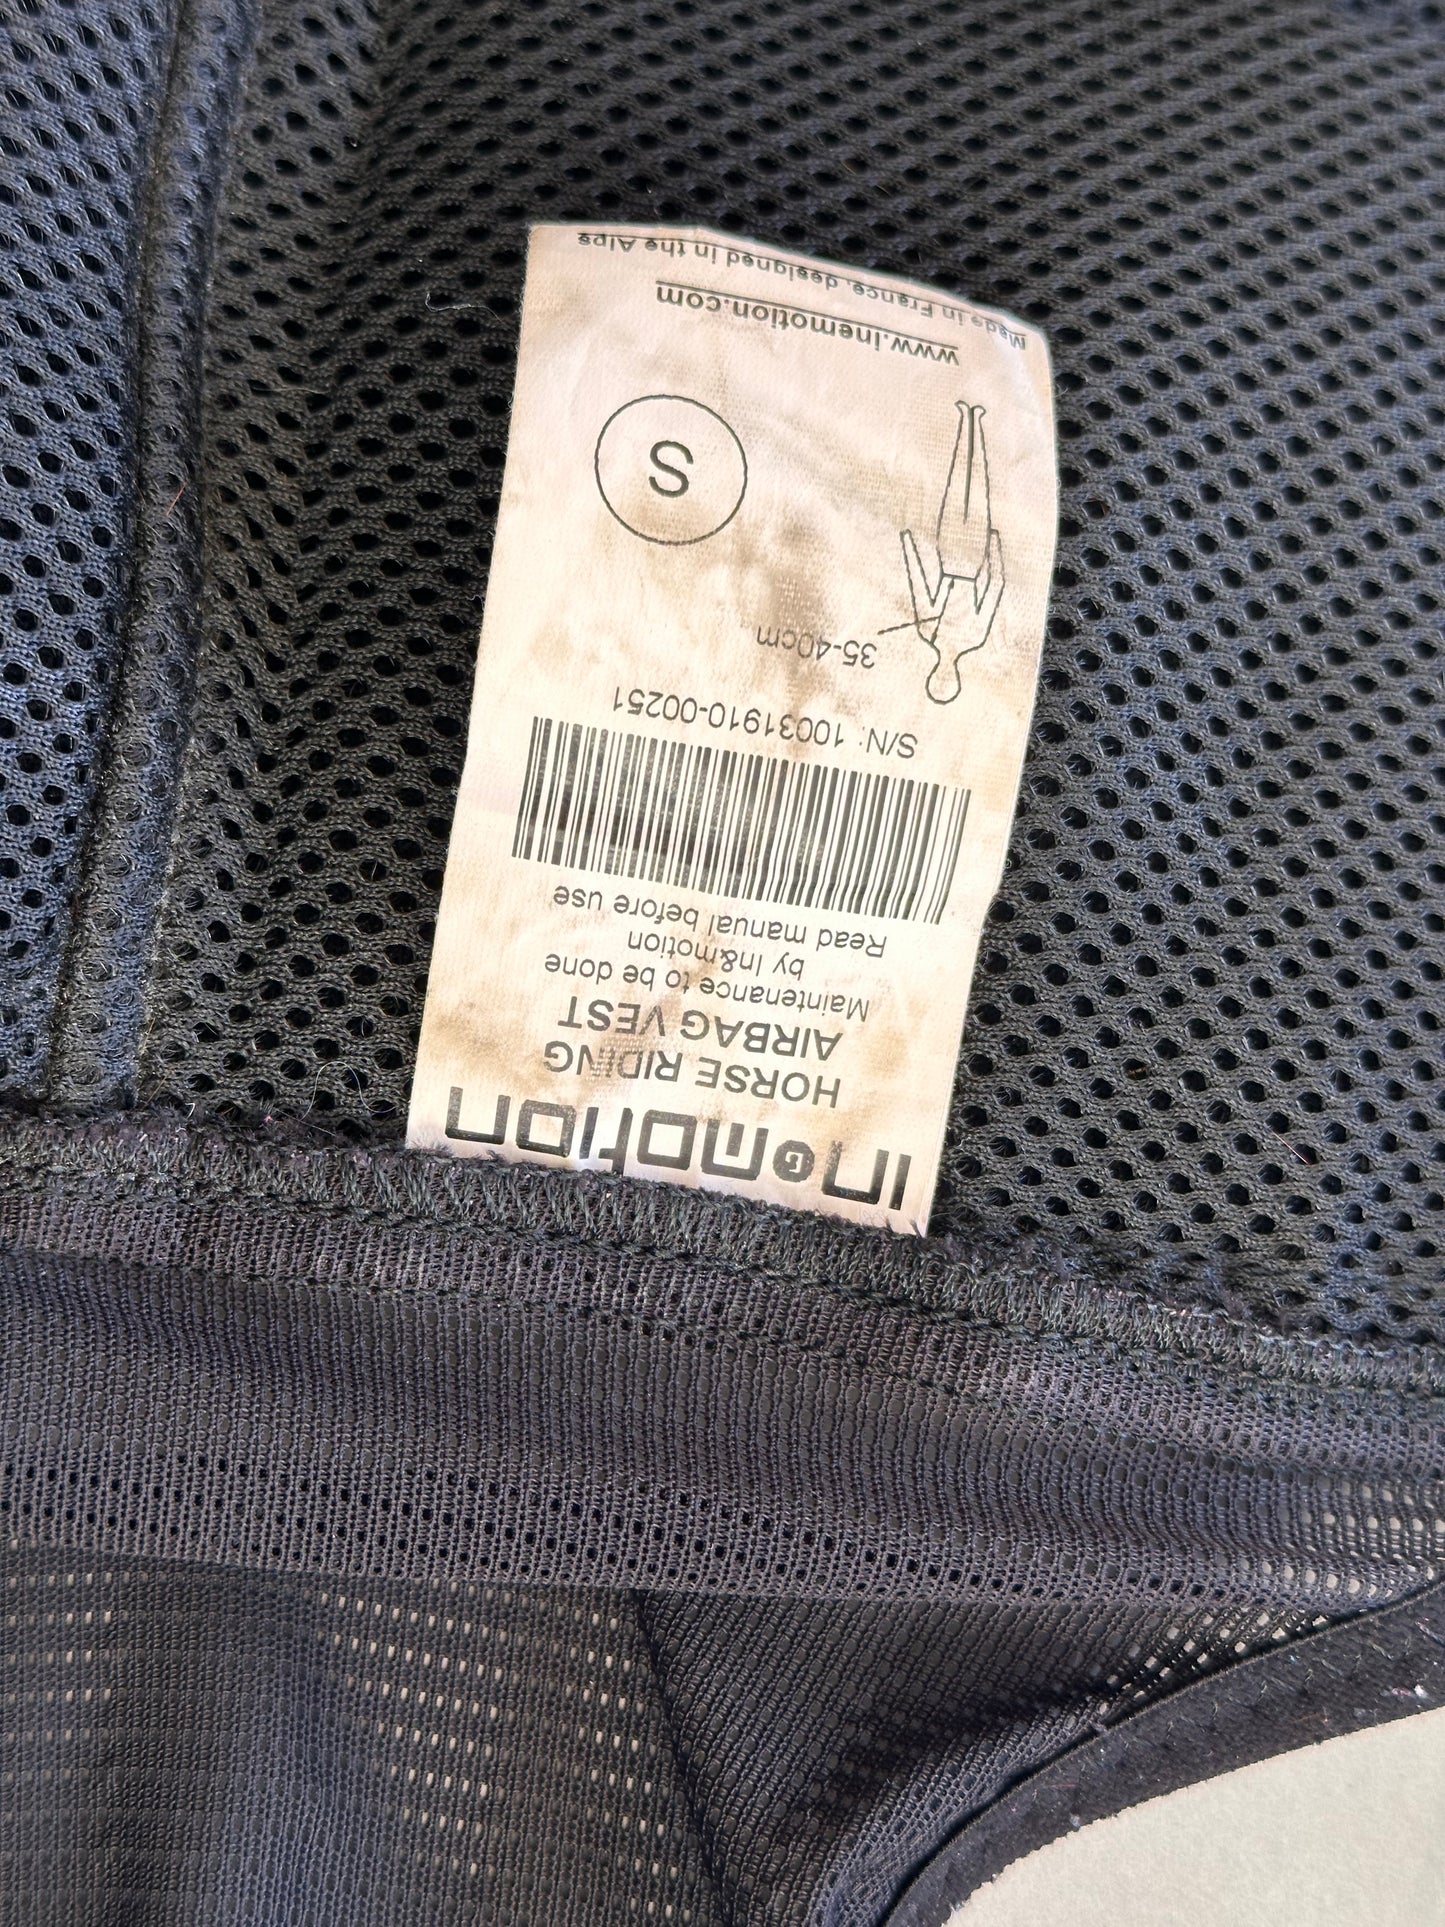 IN&MOTION
HORSE RIDING
AIRBAG VEST
Maintenance to be done
by In&motion
Read manual before use
S/N: 10031910-00251
35-40cm
S
www.inemotion.com
Made in France, designed in the Alps